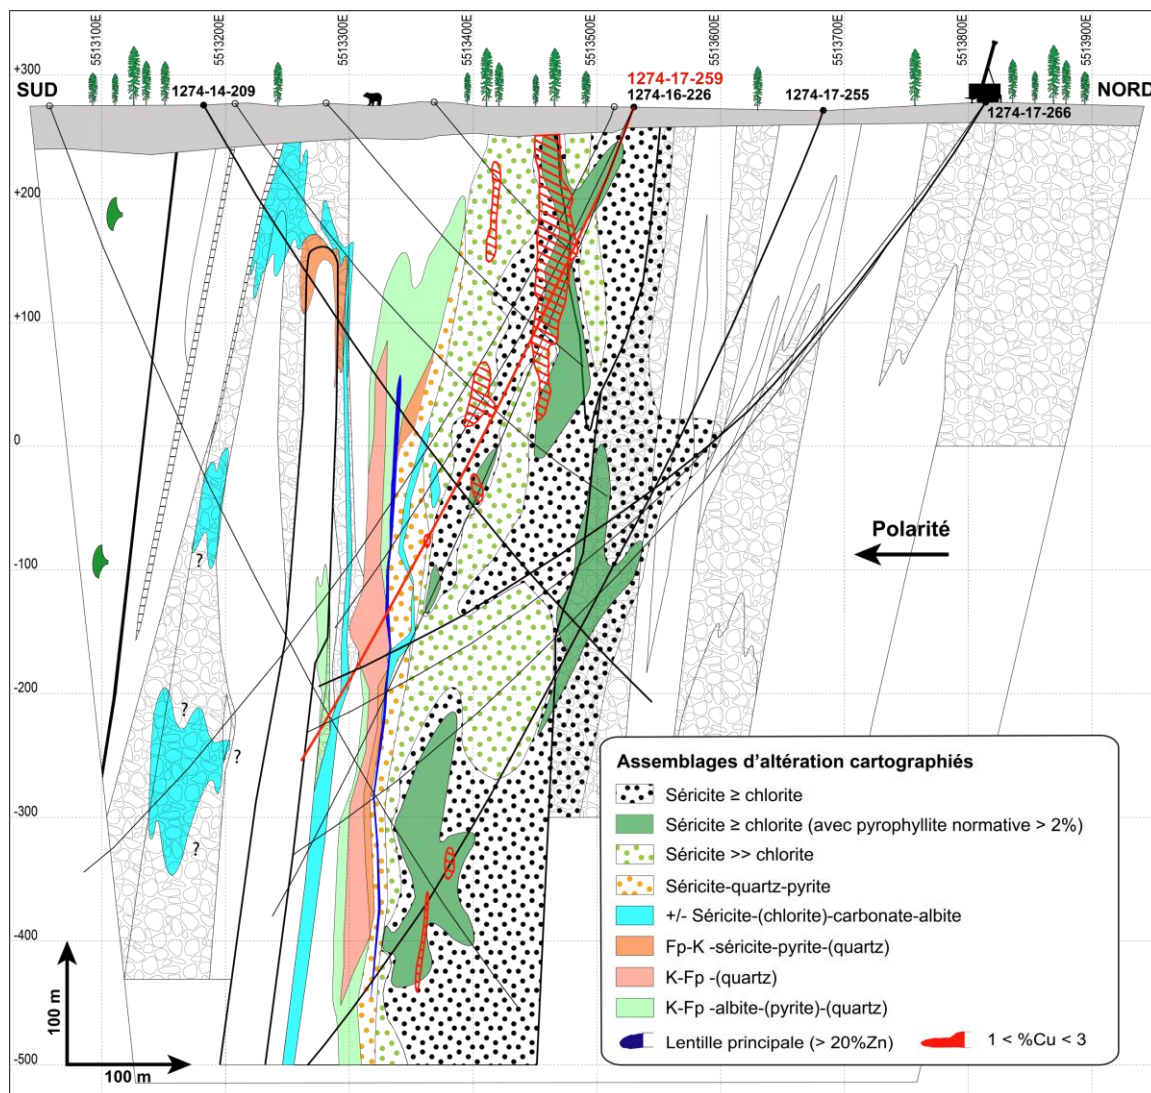 5513100E
5513200E
5513300E
5513400E
5513500E
5513600E
5513700E
5513800E
5513900E
+300
SUD
1274-14-209
1274-17-259
1274-16-226
1274-17-255
NORD
1274-17-266
+200
+100
0
Polarité
-100
?
-200
?
?
-300
?
-400
-500
100 m
100 m
Assemblages d'altération cartographiés
Séricite ≥ chlorite
Séricite ≥ chlorite (avec pyrophyllite normative > 2%)
Séricite >> chlorite
Séricite-quartz-pyrite
+/- Séricite-(chlorite)-carbonate-albite
Fp-K -séricite-pyrite-(quartz)
K-Fp -(quartz)
K-Fp -albite-(pyrite)-(quartz)
Lentille principale (> 20%Zn)
1 < %Cu < 3